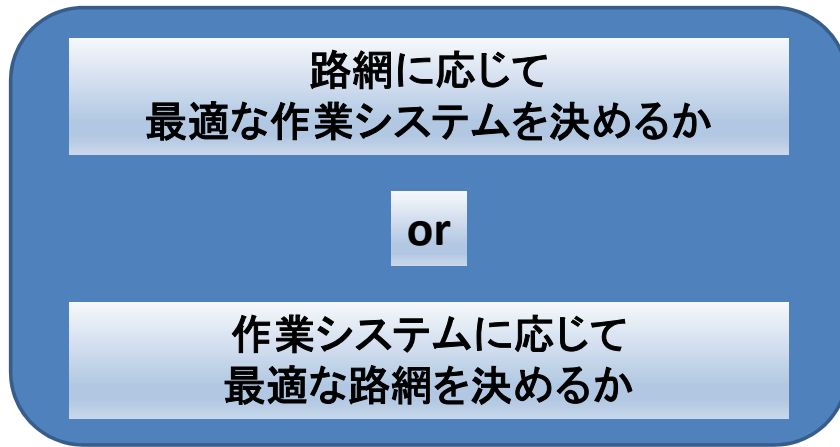 路網に応じて
最適な作業システムを決めるか
or
作業システムに応じて
最適な路網を決めるか